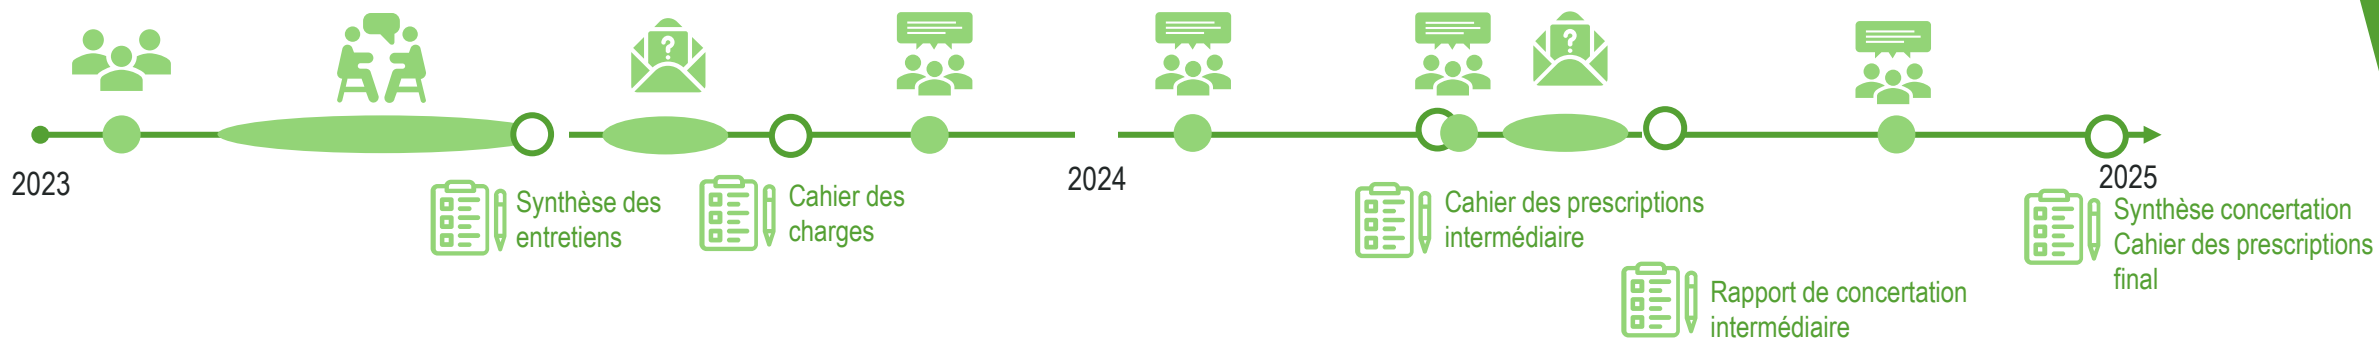 ?
?
2023
2024
2025
Synthèse des
entretiens
Cahier des
charges
Cahier des prescriptions
intermédiaire
Rapport de concertation
intermédiaire
Synthèse concertation
Cahier des prescriptions
final